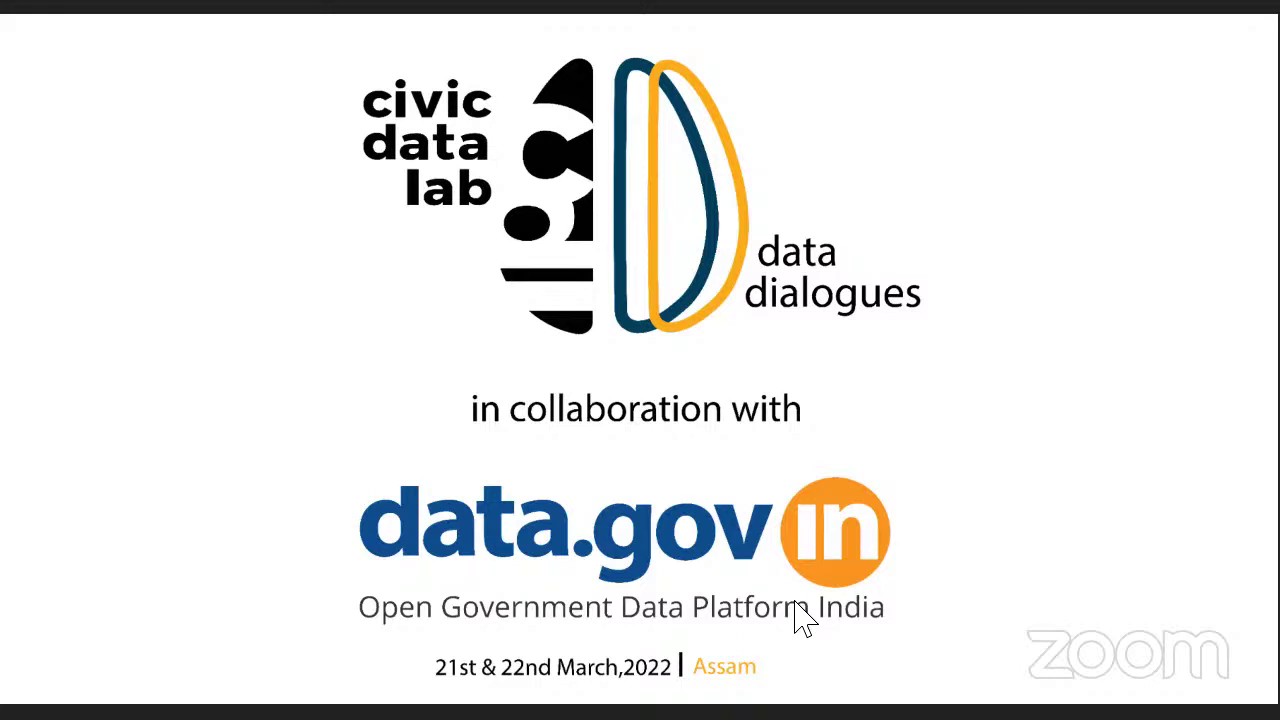 civic
data
lab
data
dialogues
in collaboration with
data.gov in
Open Government Data Platform India
21st & 22nd March,2022 | Assam
zoom